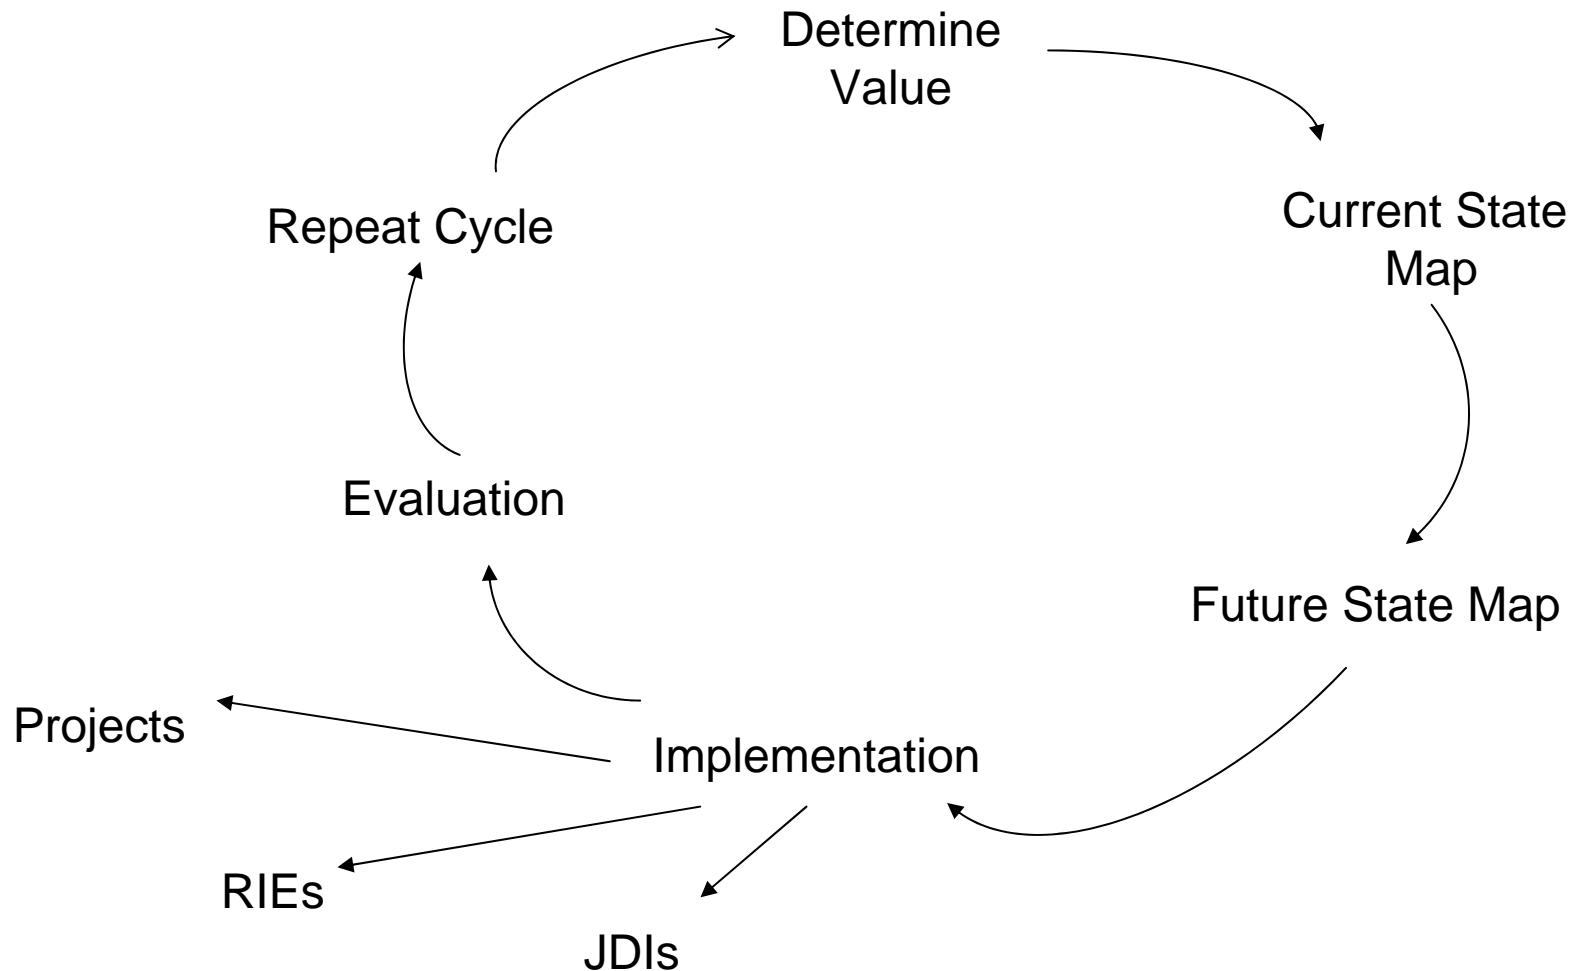 Determine
Value
Current State
Map
Repeat Cycle
Evaluation
Future State Map
Projects
Implementation
RIEs
JDIs